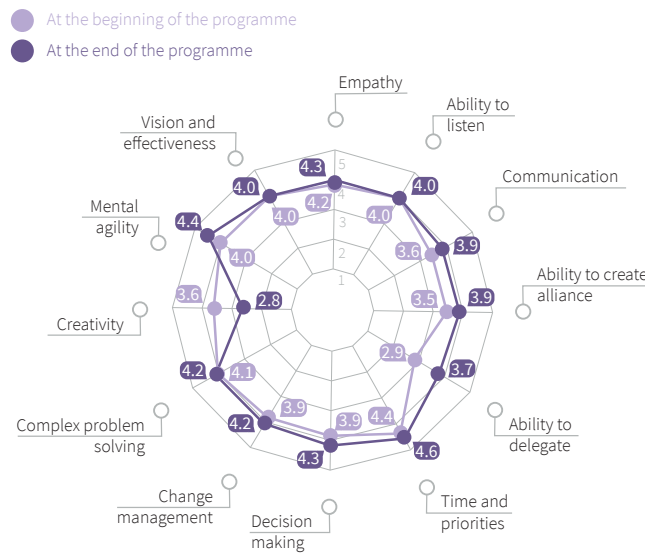 At the beginning of the programme
At the end of the programme
Empathy
Ability to
listen
Vision and
effectiveness
Communication
Mental
agility
Ability to create
alliance
Creativity
Complex problem
solving
Ability to
delegate
Change
management
Decision
making
Time and
priorities
5
4
3
2
1
4.3
4.2
4.0
4.0
3.9
3.6
3.9
3.5
3.7
2.9
4.6
4.4
4.3
3.9
4.2
3.9
4.2
4.1
2.8
3.6
4.4
4.0
4.0
4.0